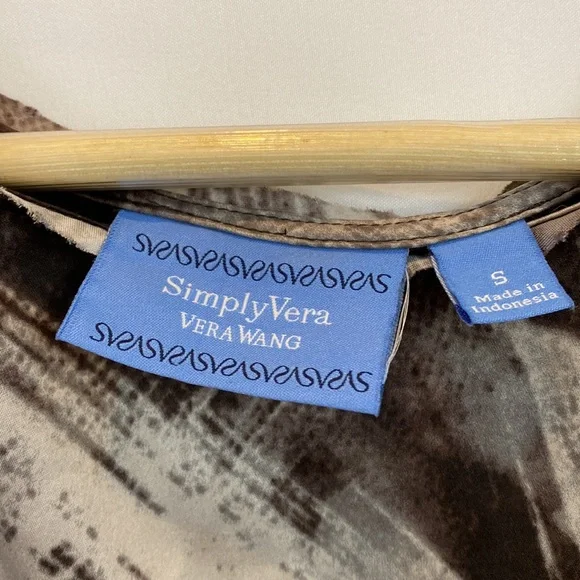 SimplyVera
VERA WANG
S
Made in
Indonesia